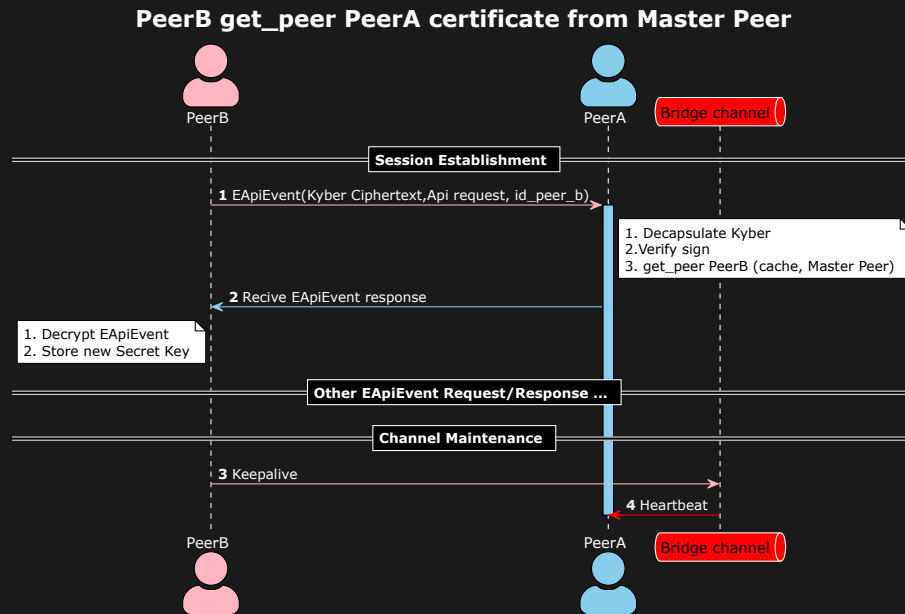 PeerB get_peer PeerA certificate from Master Peer
PeerB
PeerA
Bridge channel
Session Establishment
1 EApiEvent(Kyber Ciphertext,Api request, id_peer_b)
1. Decapsulate Kyber
2.Verify sign
3. get_peer PeerB (cache, Master Peer)
2 Recive EApiEvent response
1. Decrypt EApiEvent
2. Store new Secret Key
Other EApiEvent Request/Response ...
Channel Maintenance
3 Keepalive
4 Heartbeat
PeerB
PeerA
Bridge channel